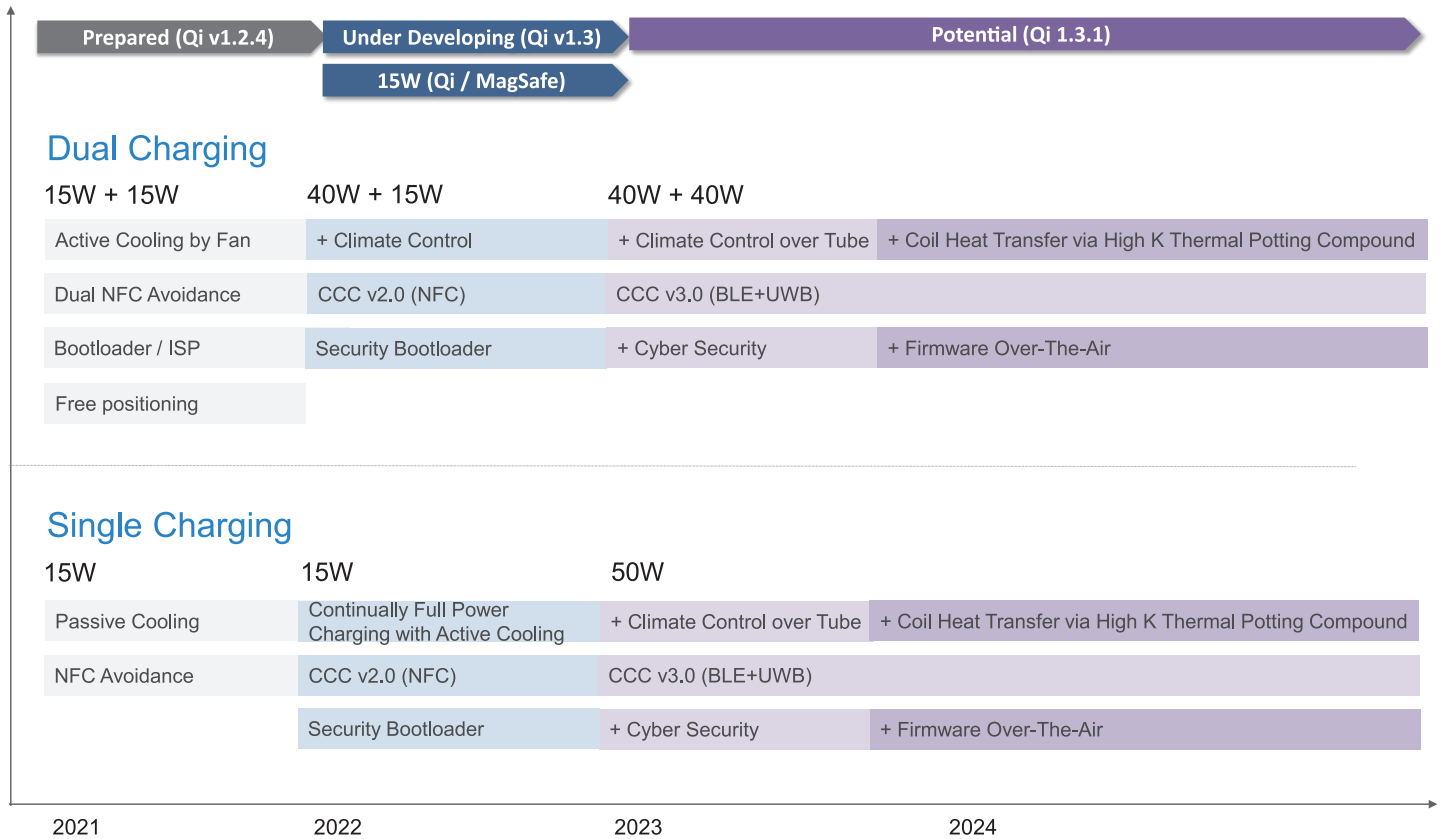 Prepared (Qi v1.2.4)
Under Developing (Qi v1.3)
Potential (Qi 1.3.1)
15W (Qi / MagSafe)
Dual Charging
15W + 15W
40W + 15W
40W + 40W
Active Cooling by Fan
+ Climate Control
+ Climate Control over Tube
+ Coil Heat Transfer via High K Thermal Potting Compound
Dual NFC Avoidance
CCC v2.0 (NFC)
CCC v3.0 (BLE+UWB)
Bootloader / ISP
Security Bootloader
+ Cyber Security
+ Firmware Over-The-Air
Free positioning
Single Charging
15W
15W
50W
Passive Cooling
Continually Full Power
Charging with Active Cooling
+ Climate Control over Tube
+ Coil Heat Transfer via High K Thermal Potting Compound
NFC Avoidance
CCC v2.0 (NFC)
CCC v3.0 (BLE+UWB)
Security Bootloader
+ Cyber Security
+ Firmware Over-The-Air
2021
2022
2023
2024